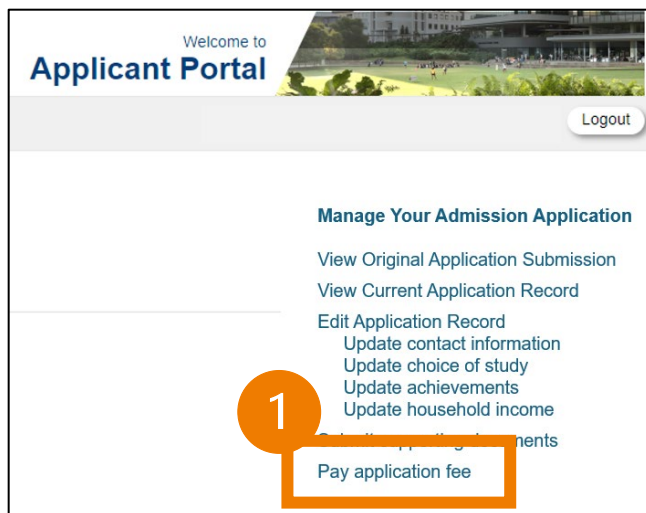 Welcome to
Applicant Portal
Logout
Manage Your Admission Application
View Original Application Submission
View Current Application Record
Edit Application Record
Update contact information
Update choice of study
Update achievements
Update household income
1
Pay application fee